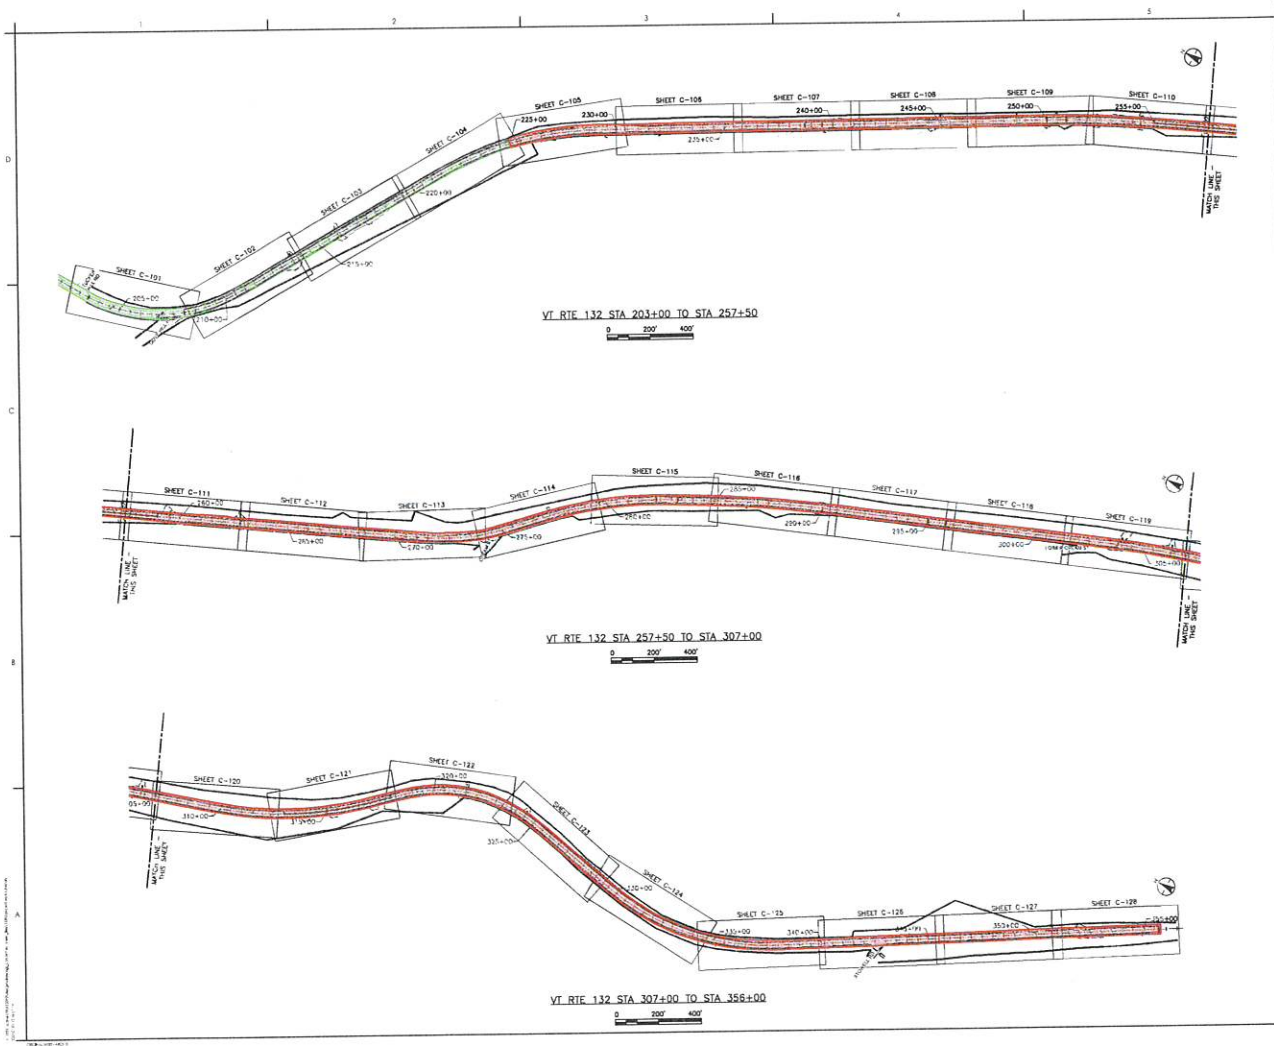 1 2 3 4 5
D
C
B
A
SHEET C-101
SHEET C-102
SHEET C-103
SHEET C-104
SHEET C-105
SHEET C-106
SHEET C-107
SHEET C-108
SHEET C-109
SHEET C-110
205+00
210+00
215+00
220+00
225+00
230+00
235+00
240+00
245+00
250+00
255+00
MATCH LINE -
THIS SHEET
VT RTE 132 STA 203+00 TO STA 257+50
0 200' 400'
SHEET C-111
SHEET C-112
SHEET C-113
SHEET C-114
SHEET C-115
SHEET C-116
SHEET C-117
SHEET C-118
SHEET C-119
260+00
265+00
270+00
275+00
280+00
285+00
290+00
295+00
300+00
305+00
MATCH LINE -
THIS SHEET
MATCH LINE -
THIS SHEET
VT RTE 132 STA 257+50 TO STA 307+00
0 200' 400'
SHEET C-120
SHEET C-121
SHEET C-122
SHEET C-123
SHEET C-124
SHEET C-125
SHEET C-126
SHEET C-127
SHEET C-128
05+00
310+00
315+00
320+00
325+00
330+00
335+00
340+00
345+00
350+00
355+00
MATCH LINE -
THIS SHEET
VT RTE 132 STA 307+00 TO STA 356+00
0 200' 400'